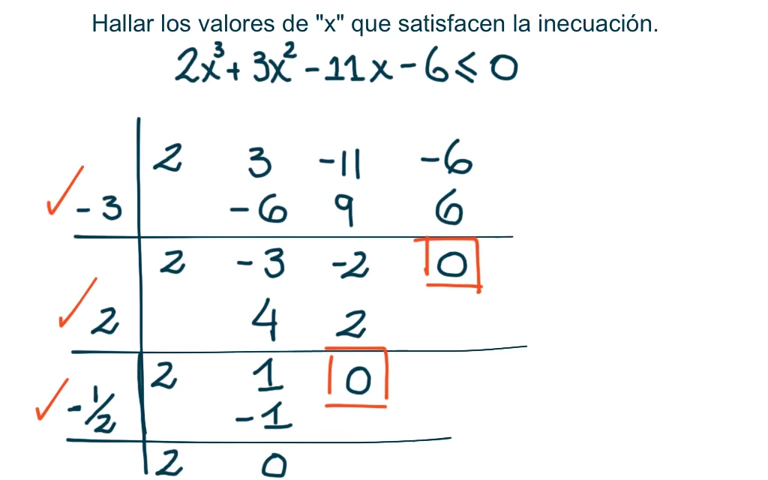 Hallar los valores de "x" que satisfacen la inecuación.
2x³ + 3x² - 11x - 6 ≤ 0
2 3 -11 -6
✓ -3 -6 9 6
2 -3 -2 0
✓ 2 4 2
2 1 0
✓ -1/2 -1
2 0